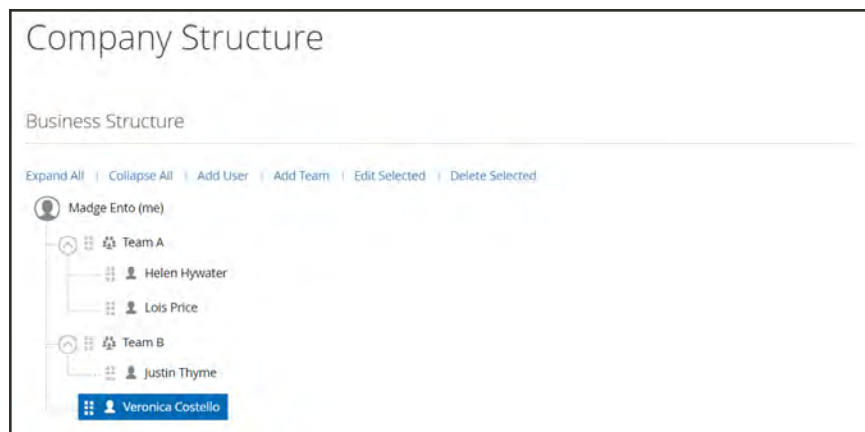 Company Structure
Business Structure
Expand All | Collapse All | Add User | Add Team | Edit Selected | Delete Selected
Madge Ento (me)
Team A
Helen Hywater
Lois Price
Team B
Justin Thyme
Veronica Costello